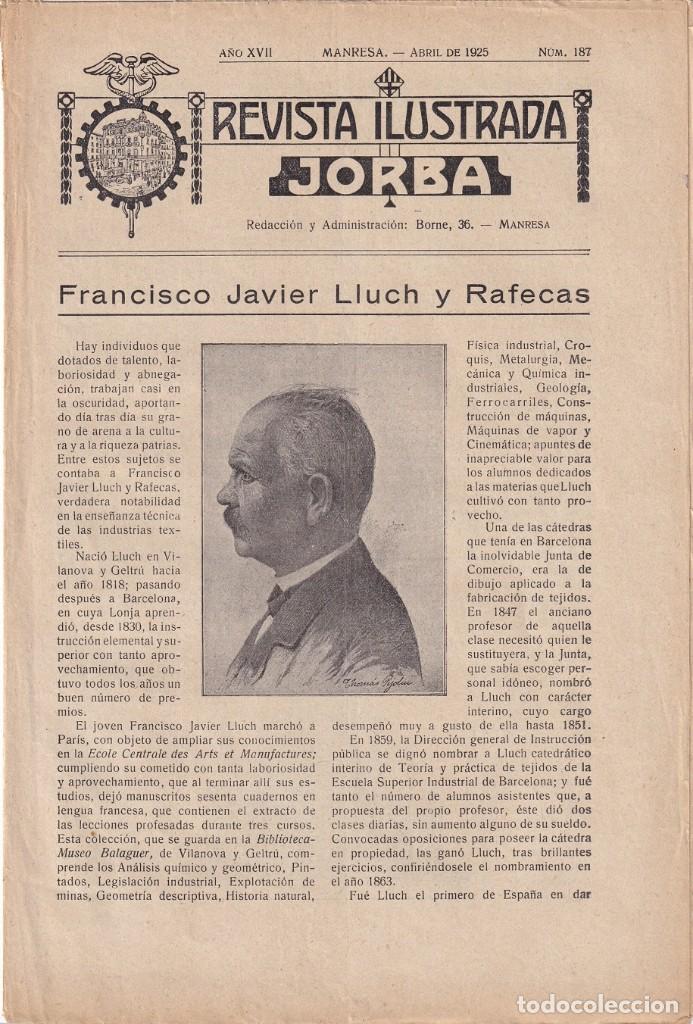 AÑO XVII MANRESA. — ABRIL DE 1925 NÚM. 187
REVISTA ILUSTRADA
JORBA
Redacción y Administración: Borne, 36. — MANRESA
Francisco Javier Lluch y Rafecas
Hay individuos que
dotados de talento, la-
boriosidad y abnega-
ción, trabajan casi en
la oscuridad, aportan-
do día tras día su gra-
no de arena a la cultu-
ra y a la riqueza patrias.
Entre estos sujetos se
contaba a Francisco
Javier Lluch y Rafecas,
verdadera notabilidad
en la enseñanza técnica
de las industrias tex-
tiles.
Nació Lluch en Vi-
lanova y Geltrú hacia
el año 1818; pasando
después a Barcelona,
en cuya Lonja apren-
dió, desde 1830, la ins-
trucción elemental y su-
perior con tanto apro-
vechamiento, que ob-
tuvo todos los años un
buen número de pre-
mios.
El joven Francisco Javier Lluch marchó a
París, con objeto de ampliar sus conocimientos
en la Ecole Centrale des Arts et Manufactures;
cumpliendo su cometido con tanta laboriosidad
y aprovechamiento, que al terminar allí sus es-
tudios, dejó manuscritos sesenta cuadernos en
lengua francesa, que contienen el extracto de
las lecciones profesadas durante tres cursos.
Esta colección, que se guarda en la Biblioteca-
Museo Balaguer, de Vilanova y Geltrú, com-
prende los Análisis químico y geométrico, Pin-
tados, Legislación industrial, Explotación de
minas, Geometría descriptiva, Historia natural,
Física industrial, Cro-
quis, Metalurgia, Me-
cánica y Química in-
dustriales, Geología,
Ferrocarriles, Cons-
trucción de máquinas,
Máquinas de vapor y
Cinemática; apuntes de
inapreciable valor para
los alumnos dedicados
a las materias que Lluch
cultivó con tanto pro-
vecho.
Una de las cátedras
que tenía en Barcelona
la inolvidable Junta de
Comercio, era la de
dibujo aplicado a la
fabricación de tejidos.
En 1847 el anciano
profesor de aquella
clase necesitó quien le
sustituyera, y la Junta,
que sabía escoger per-
sonal idóneo, nombró
a Lluch con carácter
interino, cuyo cargo
desempeñó muy a gusto de ella hasta 1851.
En 1859, la Dirección general de Instrucción
pública se dignó nombrar a Lluch catedrático
interino de Teoría y práctica de tejidos de la
Escuela Superior Industrial de Barcelona; y fué
tanto el número de alumnos asistentes que, a
propuesta del propio profesor, éste dió dos
clases diarias, sin aumento alguno de su sueldo.
Convocadas oposiciones para poseer la cátedra
en propiedad, las ganó Lluch, tras brillantes
ejercicios, confiriéndosele el nombramiento en
el año 1863.
Fué Lluch el primero de España en dar
todocoleccion